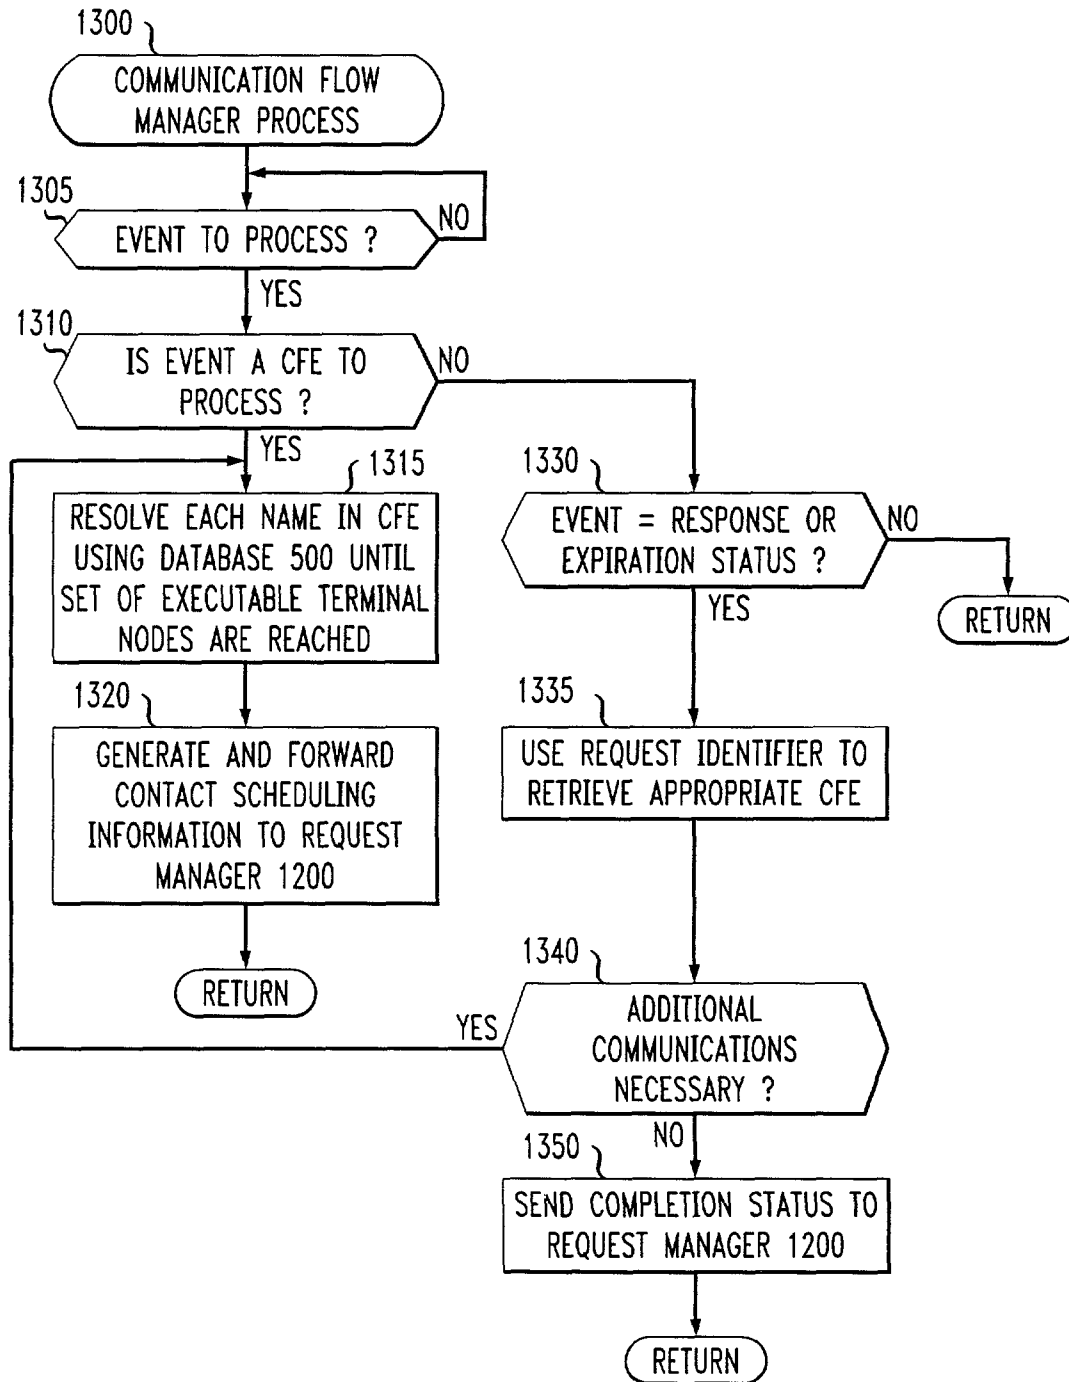 1300
COMMUNICATION FLOW
MANAGER PROCESS
1305
EVENT TO PROCESS ?
NO
YES
1310
IS EVENT A CFE TO
PROCESS ?
NO
YES
1315
RESOLVE EACH NAME IN CFE
USING DATABASE 500 UNTIL
SET OF EXECUTABLE TERMINAL
NODES ARE REACHED
1320
GENERATE AND FORWARD
CONTACT SCHEDULING
INFORMATION TO REQUEST
MANAGER 1200
RETURN
1330
EVENT = RESPONSE OR
EXPIRATION STATUS ?
NO
RETURN
YES
1335
USE REQUEST IDENTIFIER TO
RETRIEVE APPROPRIATE CFE
1340
ADDITIONAL
COMMUNICATIONS
NECESSARY ?
YES
NO
1350
SEND COMPLETION STATUS TO
REQUEST MANAGER 1200
RETURN